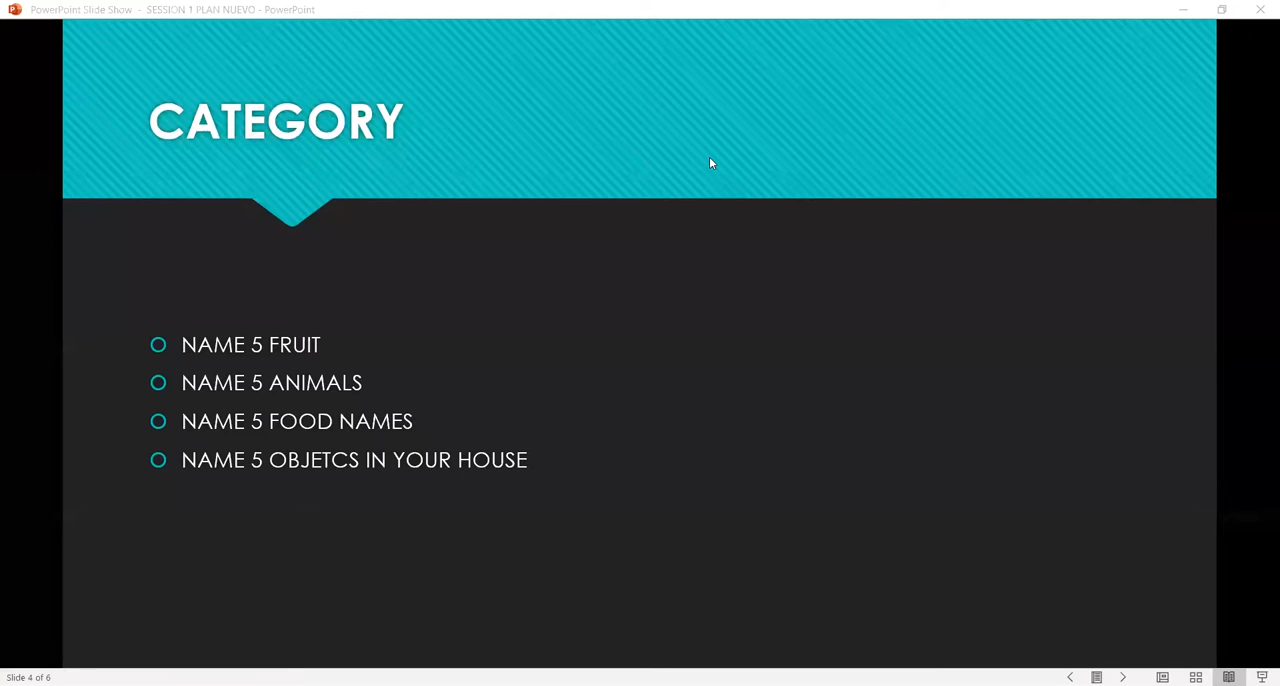 PowerPoint Slide Show - SESSION 1 PLAN NUEVO - PowerPoint
CATEGORY
NAME 5 FRUIT
NAME 5 ANIMALS
NAME 5 FOOD NAMES
NAME 5 OBJETCS IN YOUR HOUSE
Slide 4 of 6